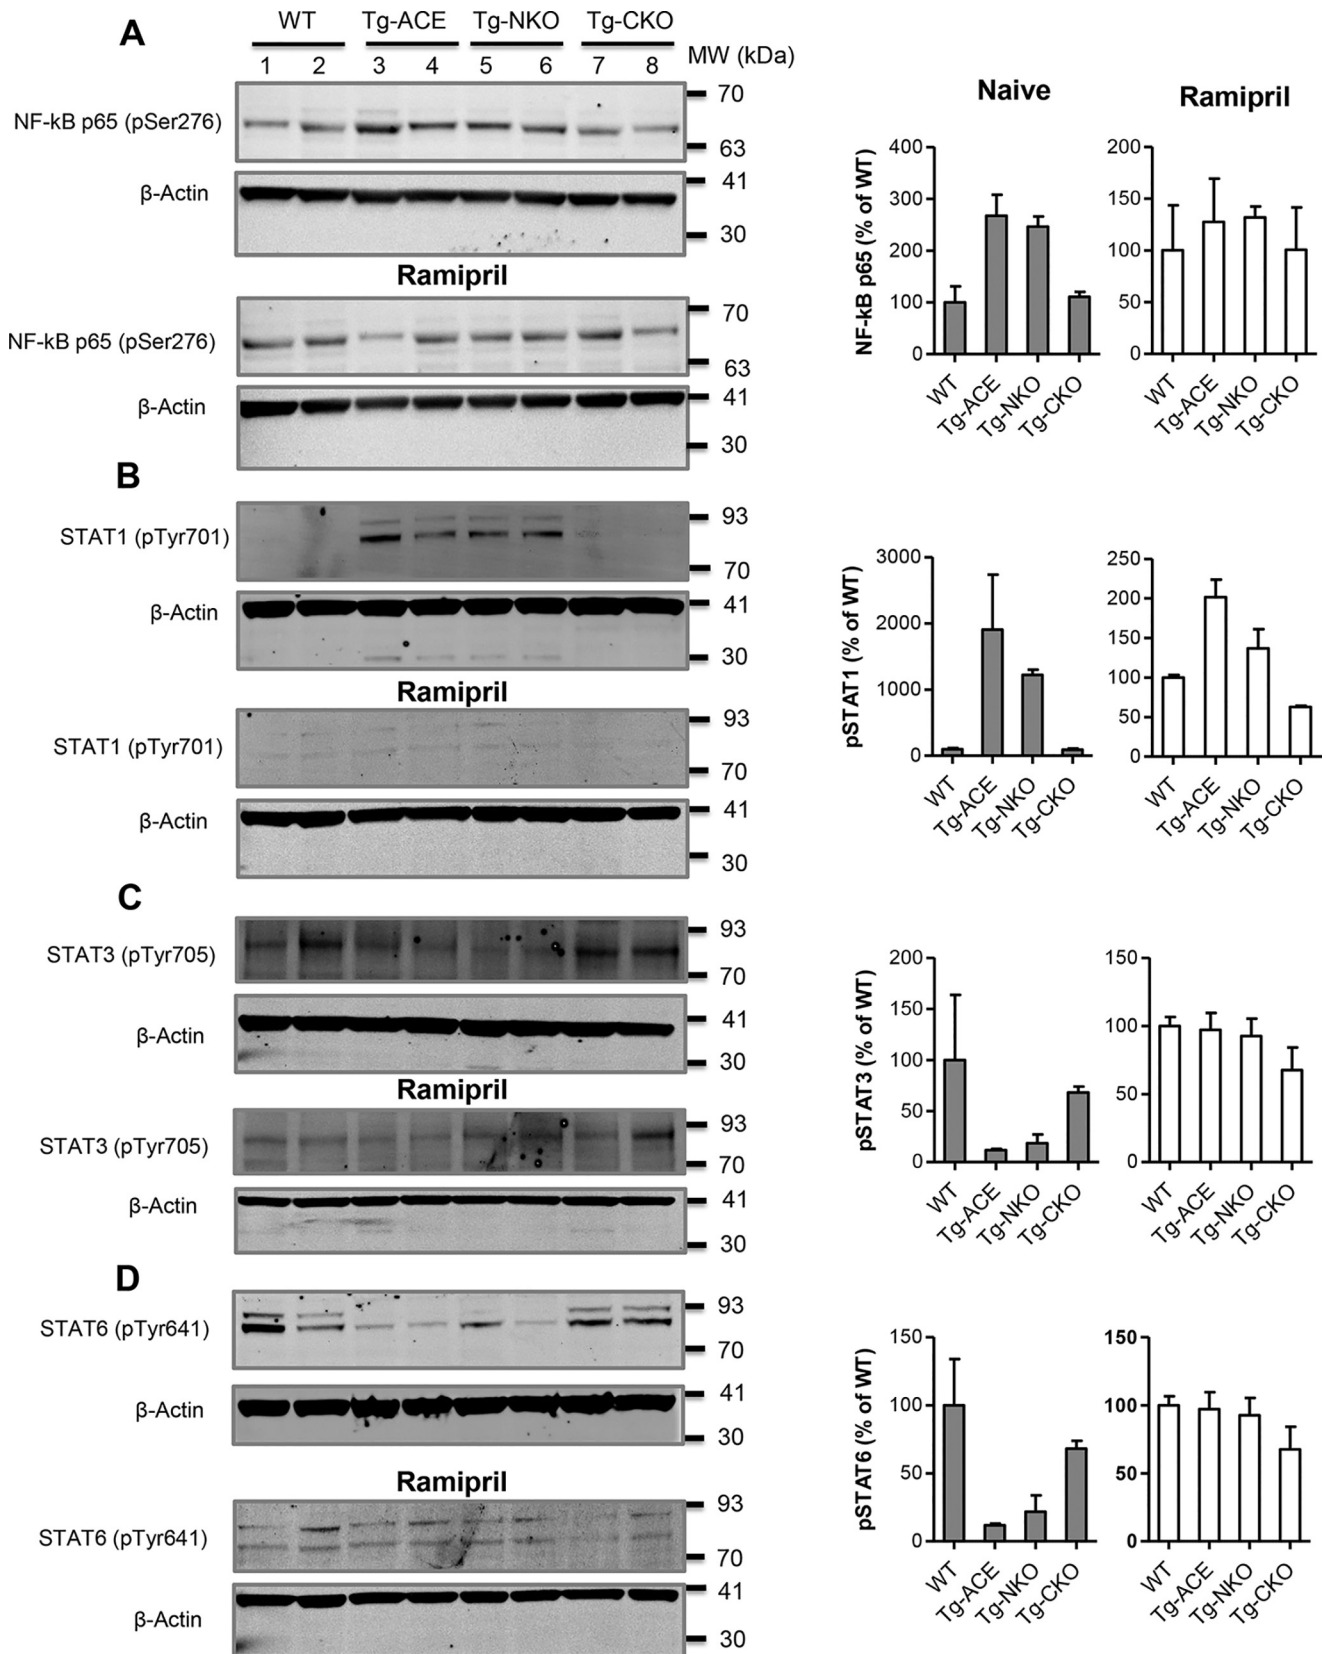 A
WT Tg-ACE Tg-NKO Tg-CKO
1 2 3 4 5 6 7 8 MW (kDa)
NF-kB p65 (pSer276)
70
63
β-Actin
41
30
Ramipril
NF-kB p65 (pSer276)
70
63
β-Actin
41
30
Naive
NF-kB p65 (% of WT)
400
300
200
100
0
WT Tg-ACE Tg-NKO Tg-CKO
Ramipril
200
150
100
50
0
WT Tg-ACE Tg-NKO Tg-CKO
B
STAT1 (pTyr701)
93
70
β-Actin
41
30
Ramipril
STAT1 (pTyr701)
93
70
β-Actin
41
30
pSTAT1 (% of WT)
3000
2000
1000
0
WT Tg-ACE Tg-NKO Tg-CKO
250
200
150
100
50
0
WT Tg-ACE Tg-NKO Tg-CKO
C
STAT3 (pTyr705)
93
70
β-Actin
41
30
Ramipril
STAT3 (pTyr705)
93
70
β-Actin
41
30
pSTAT3 (% of WT)
200
150
100
50
0
WT Tg-ACE Tg-NKO Tg-CKO
150
100
50
0
WT Tg-ACE Tg-NKO Tg-CKO
D
STAT6 (pTyr641)
93
70
β-Actin
41
30
Ramipril
STAT6 (pTyr641)
93
70
β-Actin
41
30
pSTAT6 (% of WT)
150
100
50
0
WT Tg-ACE Tg-NKO Tg-CKO
150
100
50
0
WT Tg-ACE Tg-NKO Tg-CKO